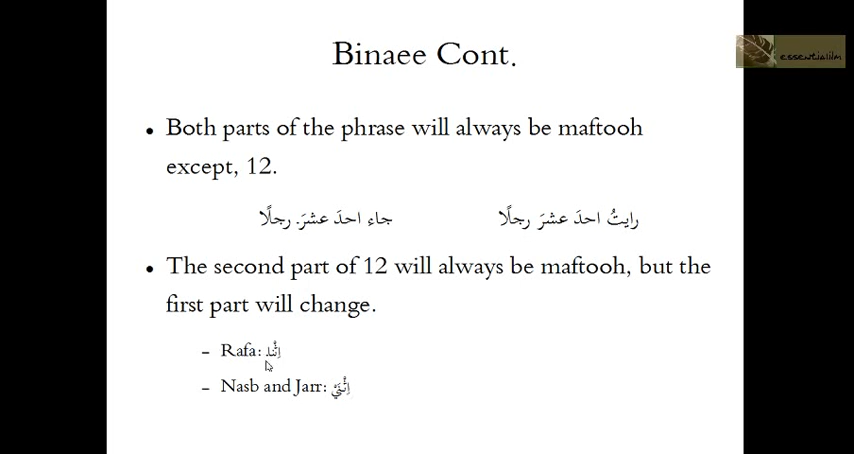 Binaee Cont.
essentialilm
• Both parts of the phrase will always be maftooh
except, 12.
رايتُ احدَ عشرَ رجلًا
جاء احدَ عشرَ رجلًا
• The second part of 12 will always be maftooh, but the
first part will change.
– Rafa: اِثْنا
– Nasb and Jarr: اِثْنَيْ